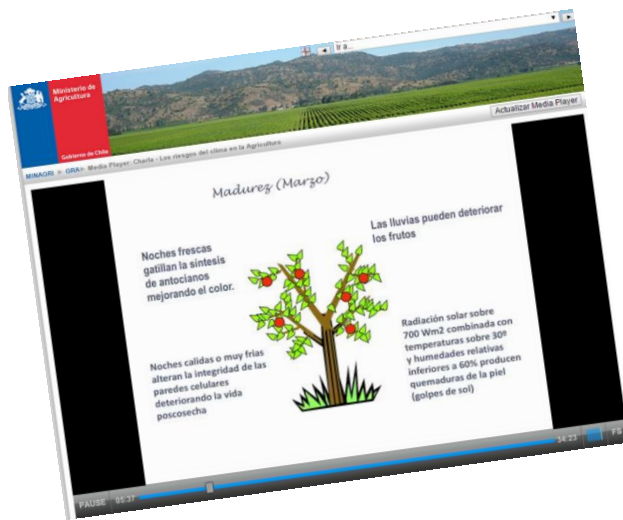 Ir a...
Ministerio de
Agricultura
Gobierno de Chile
Actualizar Media Player
MINAGRI > GRA> Media Player: Charla - Los riesgos del clima en la Agricultura
Madurez (Marzo)
Noches frescas
gatillan la síntesis
de antocianos
mejorando el color.
Las lluvias pueden deteriorar
los frutos
Noches calidas o muy frias
alteran la integridad de las
paredes celulares
deteriorando la vida
poscosecha
Radiación solar sobre
700 Wm2 combinada con
temperaturas sobre 30º
y humedades relativas
inferiores a 60% producen
quemaduras de la piel
(golpes de sol)
PAUSE 05:37
34:23 FS